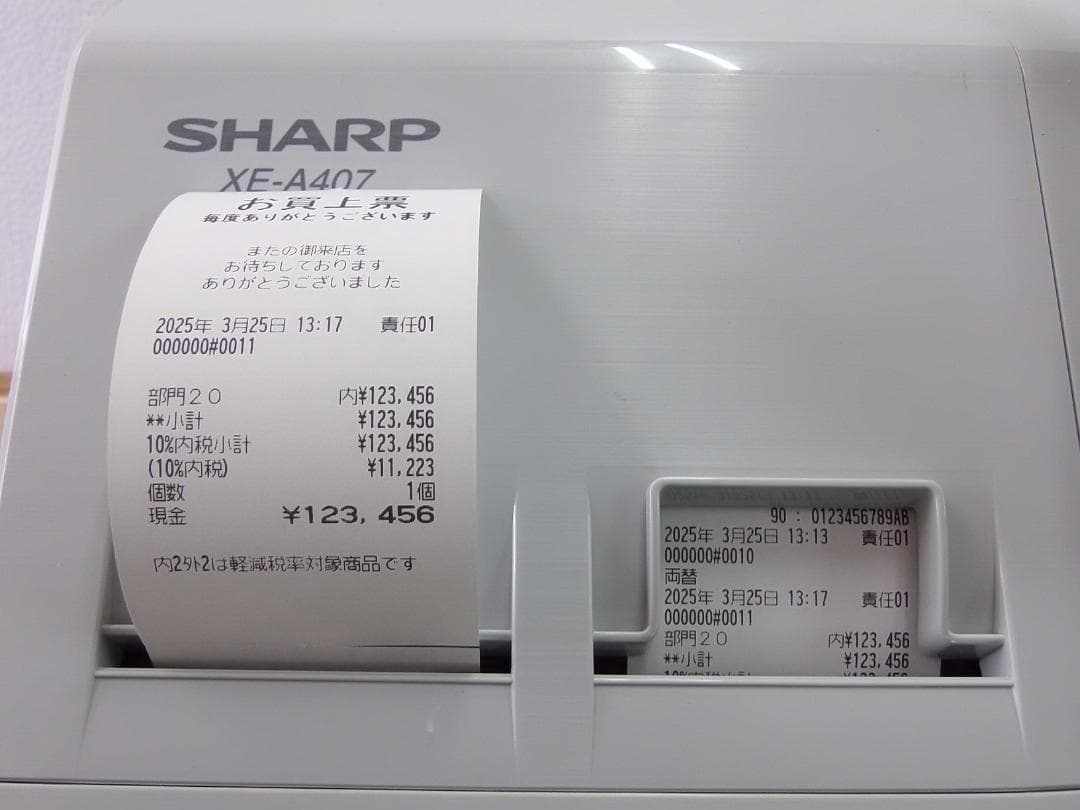 SHARP
XE-A407
お買上票
毎度ありがとうございます
またの御来店を
お待ちしております
ありがとうございました
2025年 3月25日 13:17 責任01
000000#0011
部門20 内¥123,456
**小計 ¥123,456
10%内税小計 ¥123,456
(10%内税) ¥11,223
個数 1個
現金 ¥123,456
内2外2は軽減税率対象商品です
90 : 0123456789AB
2025年 3月25日 13:13 責任01
000000#0010
両替
2025年 3月25日 13:17 責任01
000000#0011
部門20 内¥123,456
**小計 ¥123,456